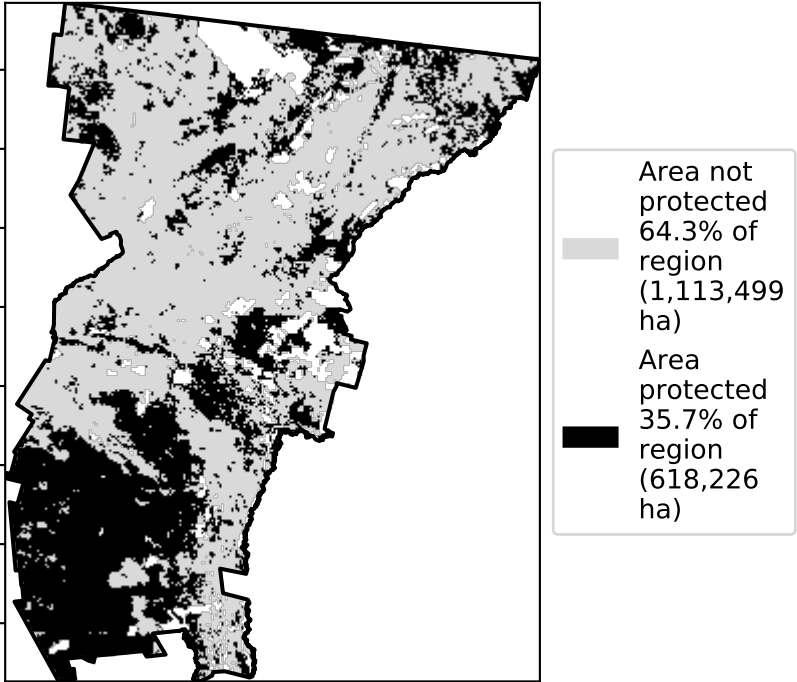 Area not
protected
64.3% of
region
(1,113,499
ha)
Area
protected
35.7% of
region
(618,226
ha)